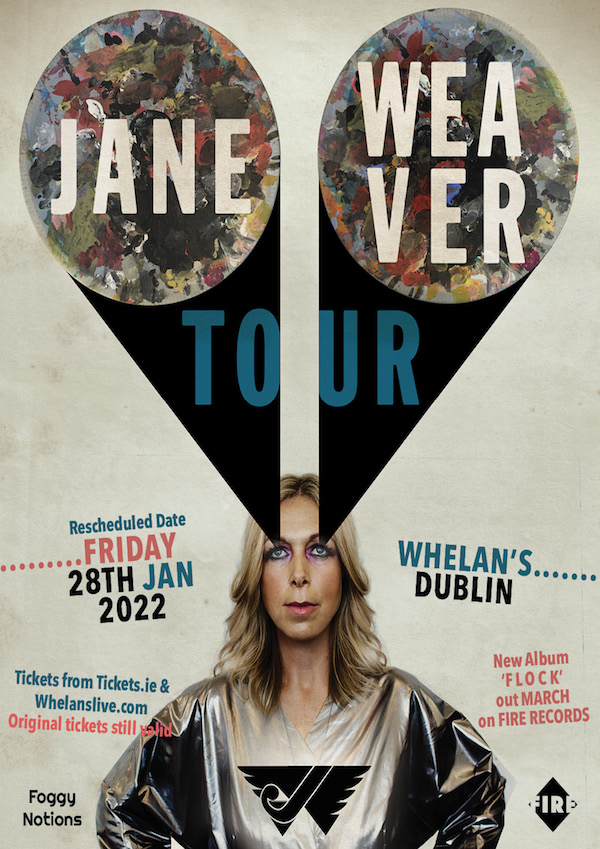 JANE
WEA
VER
TOUR
Rescheduled Date
.........FRIDAY
28TH JAN
2022
WHELAN'S.......
DUBLIN
Tickets from Tickets.ie &
Whelanslive.com
Original tickets still valid
New Album
'FLOCK'
out MARCH
on FIRE RECORDS
Foggy
Notions
FIRE